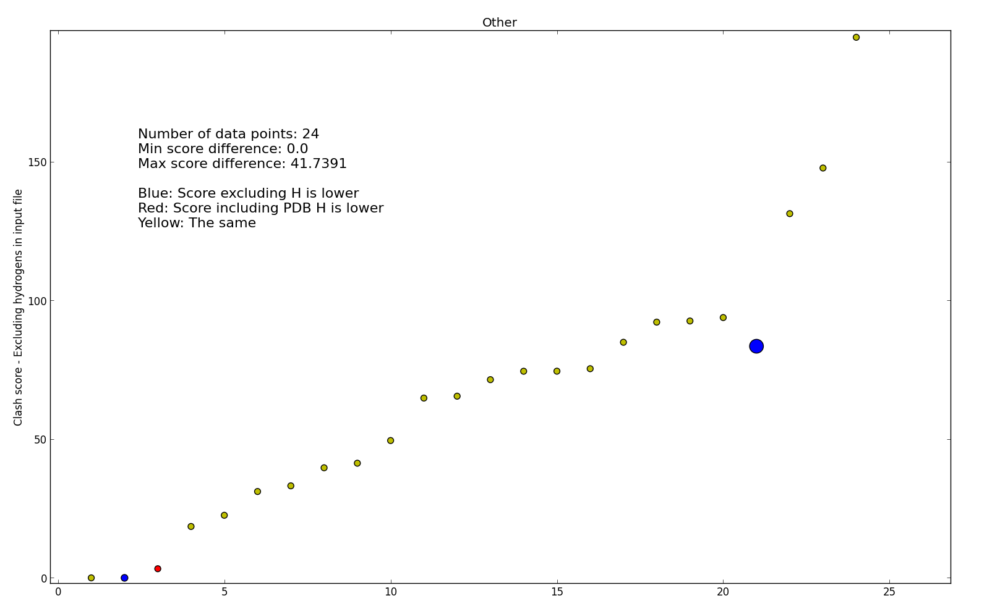 Other
Number of data points: 24
Min score difference: 0.0
Max score difference: 41.7391
Blue: Score excluding H is lower
Red: Score including PDB H is lower
Yellow: The same
Clash score - Excluding hydrogens in input file
150
100
50
0
0 5 10 15 20 25